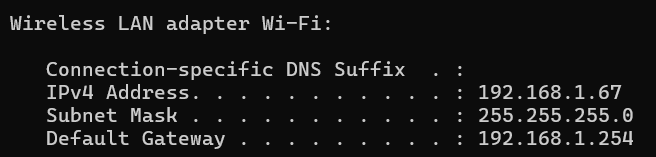 Wireless LAN adapter Wi-Fi:
Connection-specific DNS Suffix  . :
IPv4 Address. . . . . . . . . . . : 192.168.1.67
Subnet Mask . . . . . . . . . . . : 255.255.255.0
Default Gateway . . . . . . . . . : 192.168.1.254